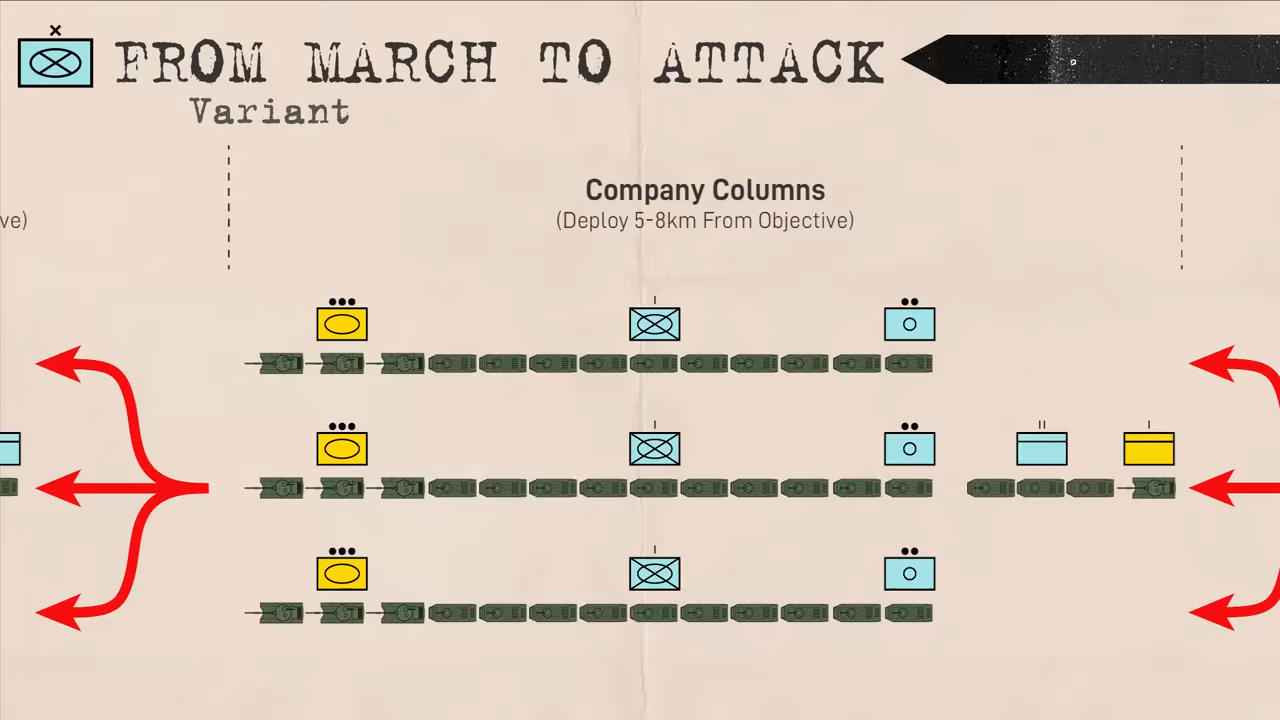 FROM MARCH TO ATTACK
Variant
Company Columns
ve)
(Deploy 5-8km From Objective)